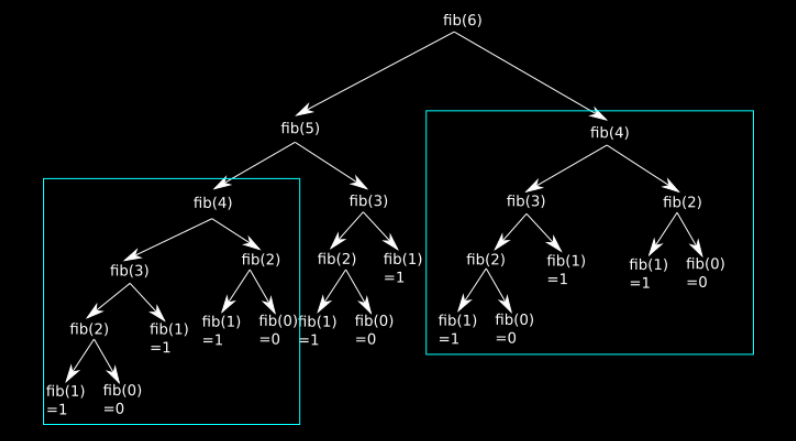 fib(6)
fib(5)
fib(4)
fib(4)
fib(3)
fib(3)
fib(2)
fib(3)
fib(2)
fib(2)
fib(1)
=1
fib(2)
fib(1)
=1
fib(1)
=1
fib(0)
=0
fib(2)
fib(1)
=1
fib(1)
=1
fib(0)
=0
fib(1)
=1
fib(0)
=0
fib(1)
=1
fib(0)
=0
fib(1)
=1
fib(0)
=0